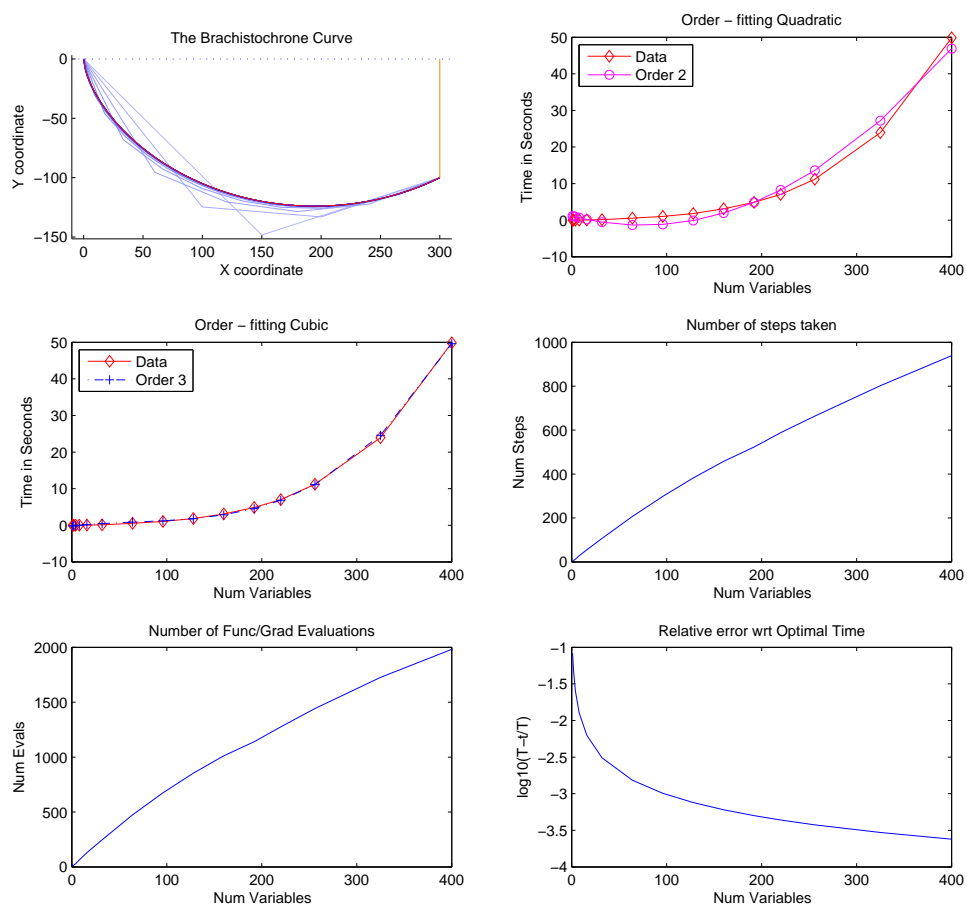 The Brachistochrone Curve
0
−50
−100
−150
Y coordinate
0 50 100 150 200 250 300
X coordinate
Order − fitting Quadratic
50
40
30
20
10
0
−10
Time in Seconds
Data
Order 2
0 100 200 300 400
Num Variables
Order − fitting Cubic
50
40
30
20
10
0
−10
Time in Seconds
Data
Order 3
0 100 200 300 400
Num Variables
Number of steps taken
1000
800
600
400
200
0
Num Steps
0 100 200 300 400
Num Variables
Number of Func/Grad Evaluations
2000
1500
1000
500
0
Num Evals
0 100 200 300 400
Num Variables
Relative error wrt Optimal Time
−1
−1.5
−2
−2.5
−3
−3.5
−4
log10(T−t/T)
0 100 200 300 400
Num Variables